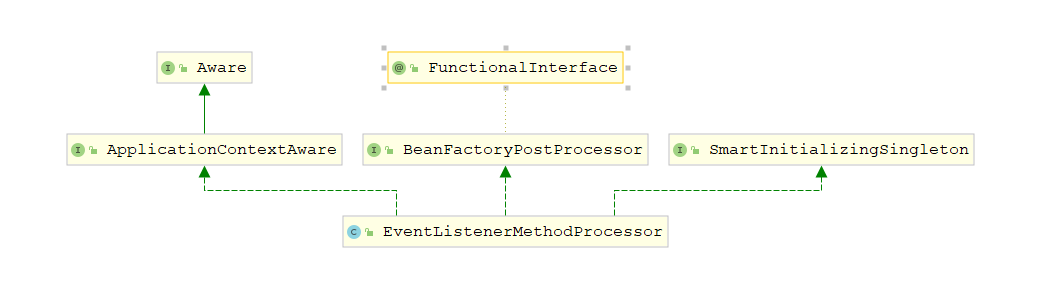 Aware
FunctionalInterface
ApplicationContextAware
BeanFactoryPostProcessor
SmartInitializingSingleton
EventListenerMethodProcessor